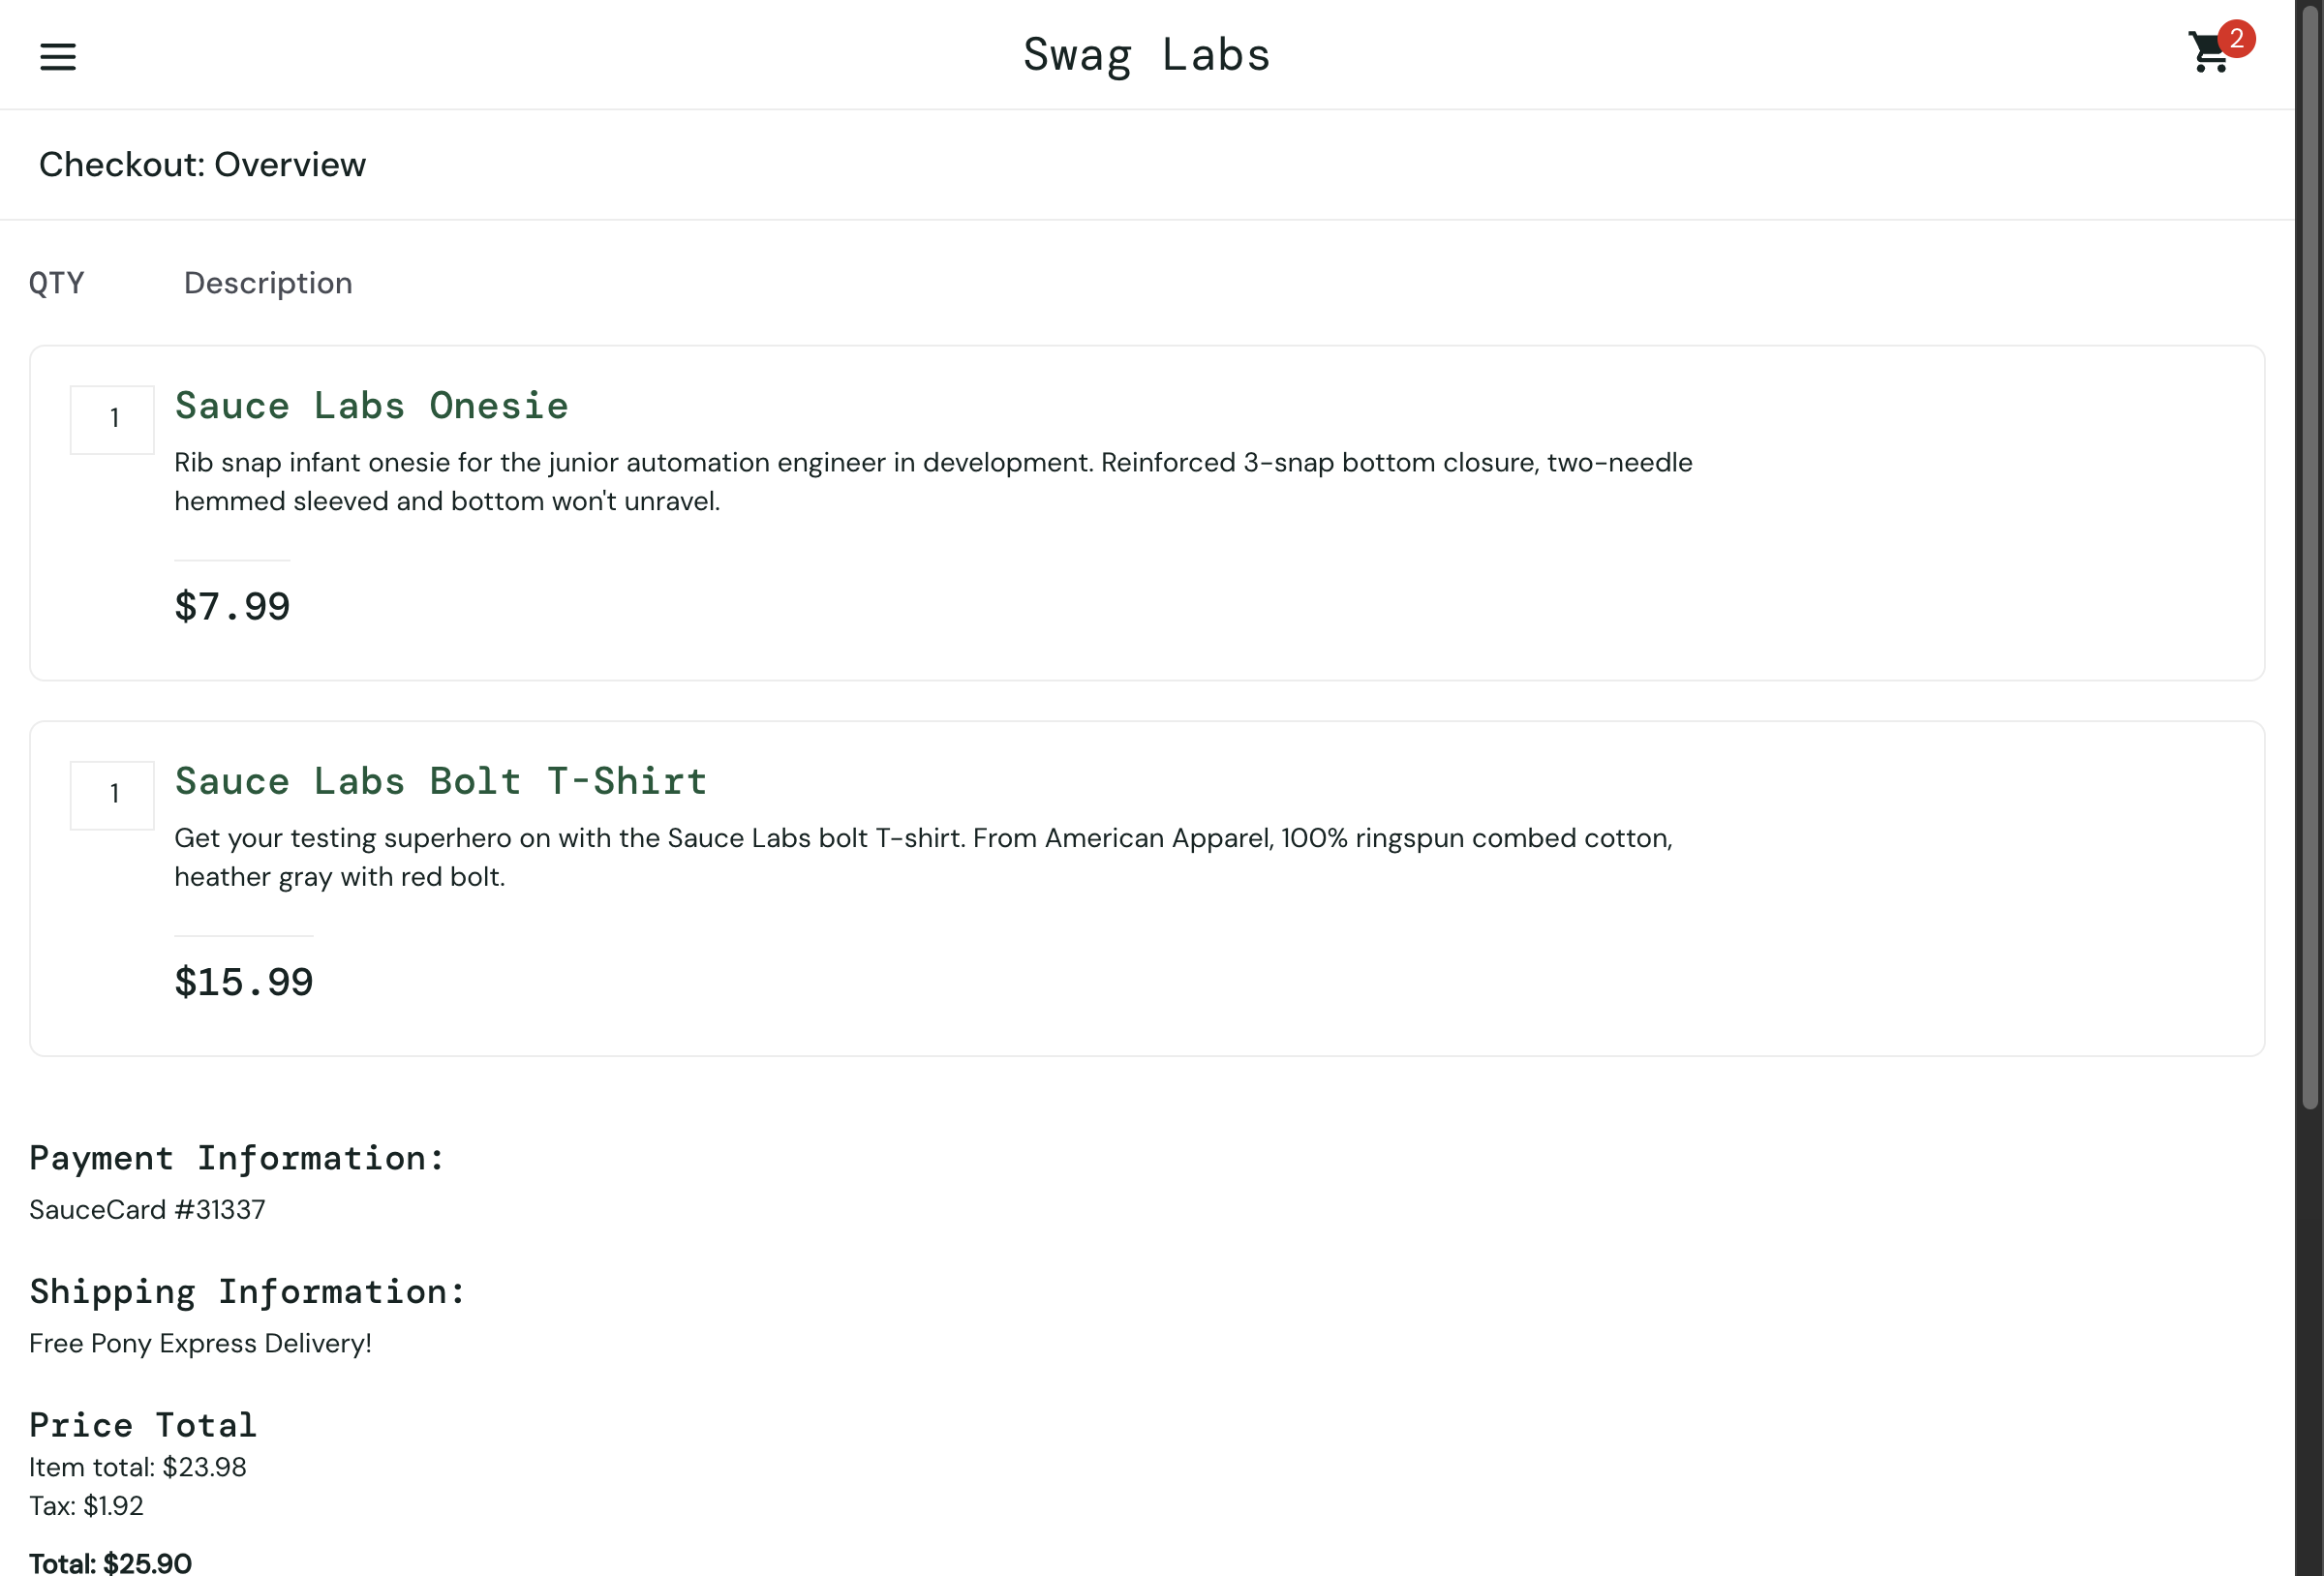 Swag Labs
2
Checkout: Overview
QTY Description
1
Sauce Labs Onesie
Rib snap infant onesie for the junior automation engineer in development. Reinforced 3-snap bottom closure, two-needle
hemmed sleeved and bottom won't unravel.
$7.99
1
Sauce Labs Bolt T-Shirt
Get your testing superhero on with the Sauce Labs bolt T-shirt. From American Apparel, 100% ringspun combed cotton,
heather gray with red bolt.
$15.99
Payment Information:
SauceCard #31337
Shipping Information:
Free Pony Express Delivery!
Price Total
Item total: $23.98
Tax: $1.92
Total: $25.90